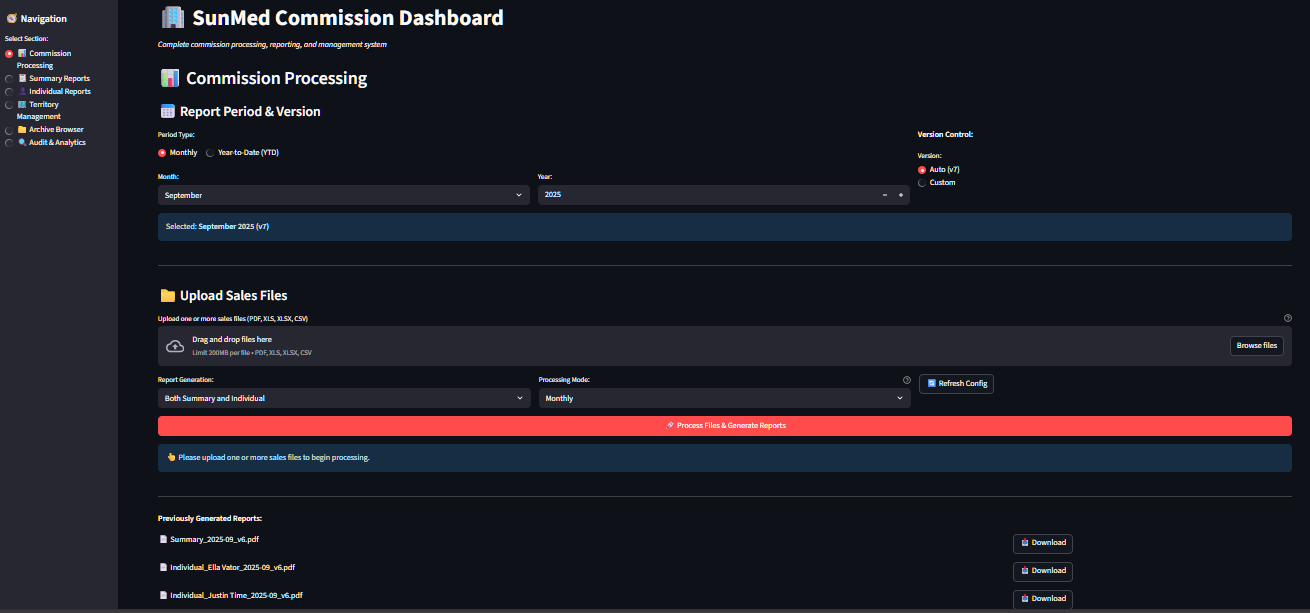 Navigation
Select Section:
Commission
Processing
Summary Reports
Individual Reports
Territory
Management
Archive Browser
Audit & Analytics
SunMed Commission Dashboard
Complete commission processing, reporting, and management system
Commission Processing
Report Period & Version
Period Type:
Monthly Year-to-Date (YTD)
Month:
September
Year:
2025
Version Control:
Version:
Auto (v7)
Custom
Selected: September 2025 (v7)
Upload Sales Files
Upload one or more sales files (PDF, XLS, XLSX, CSV)
Drag and drop files here
Limit 200MB per file • PDF, XLS, XLSX, CSV
Browse files
Report Generation:
Both Summary and Individual
Processing Mode:
Monthly
Refresh Config
Process Files & Generate Reports
Please upload one or more sales files to begin processing.
Previously Generated Reports:
Summary_2025-09_v6.pdf
Download
Individual_Ella Vator_2025-09_v6.pdf
Download
Individual_Justin Time_2025-09_v6.pdf
Download